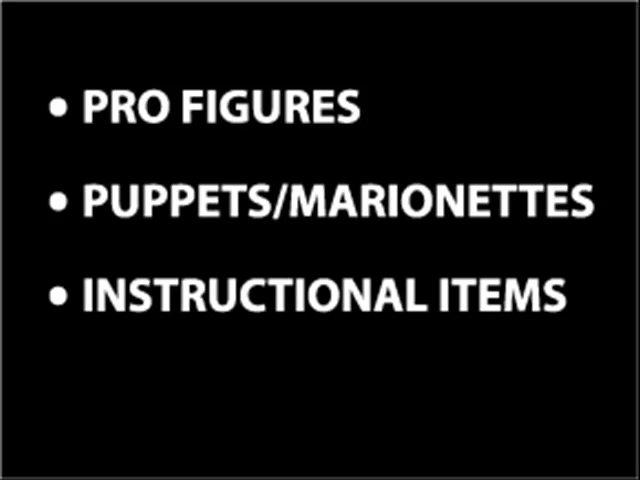 • PRO FIGURES
• PUPPETS/MARIONETTES
• INSTRUCTIONAL ITEMS